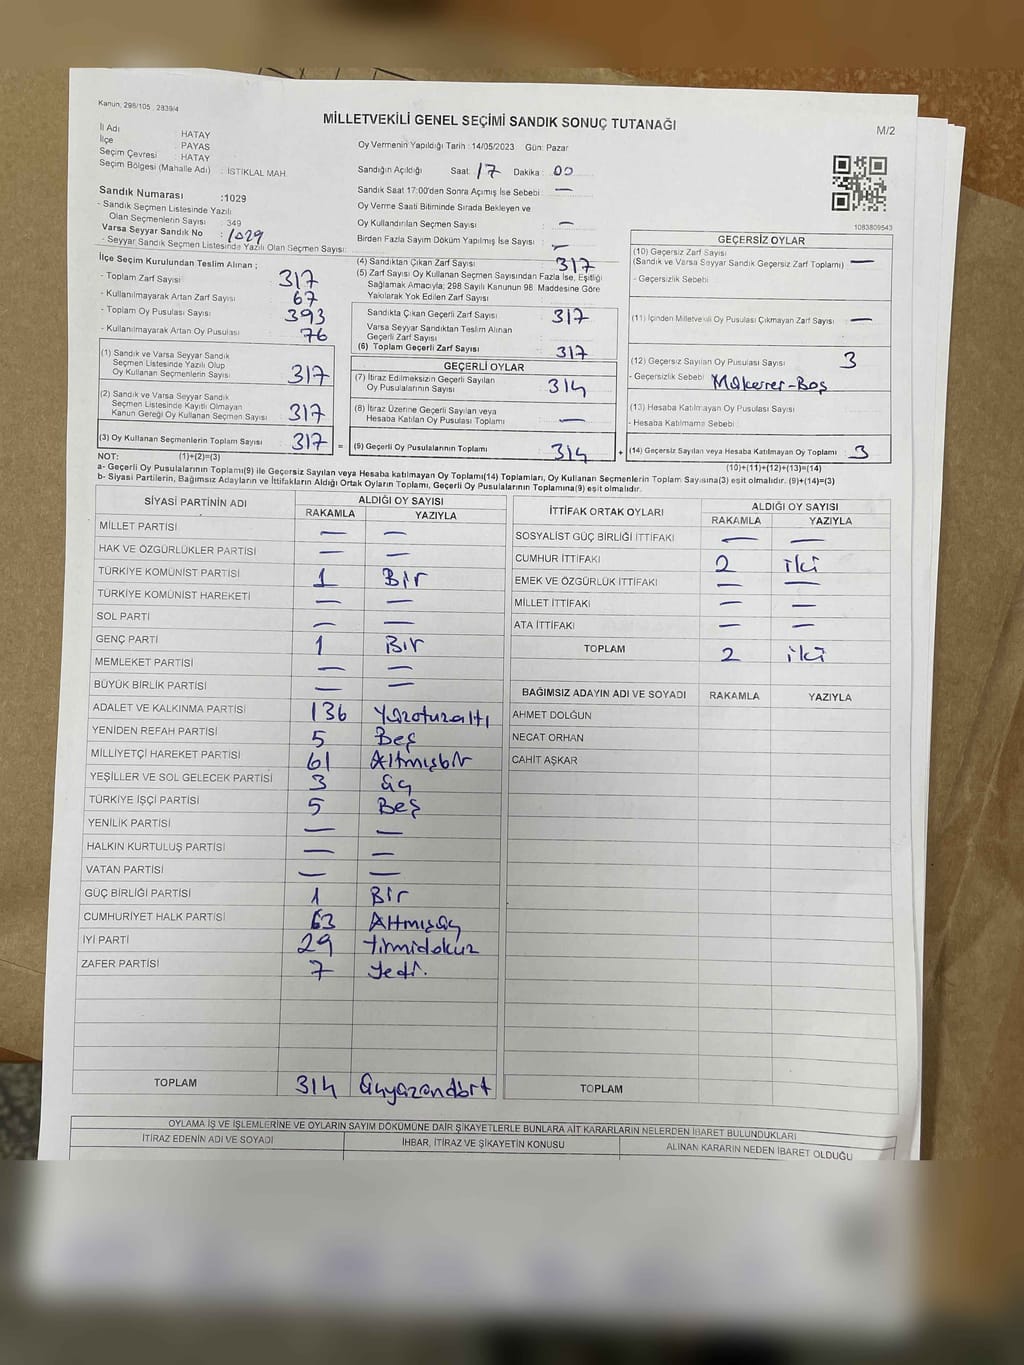 Kanun, 298/105 , 2839/4
MİLLETVEKİLİ GENEL SEÇİMİ SANDIK SONUÇ TUTANAĞI
M/2
İl Adı : HATAY
İlçe : PAYAS
Seçim Çevresi : HATAY
Seçim Bölgesi (Mahalle Adı) : İSTİKLAL MAH.
Sandık Numarası :1029
- Sandık Seçmen Listesinde Yazılı
Olan Seçmenlerin Sayısı : 349
Varsa Seyyar Sandık No : 1029
- Seyyar Sandık Seçmen Listesinde Yazılı Olan Seçmen Sayısı:
Oy Vermenin Yapıldığı Tarih : 14/05/2023 Gün: Pazar
Sandığın Açıldığı Saat: 17 Dakika : 00
Sandık Saat 17:00'den Sonra Açımış İse Sebebi : —
Oy Verme Saati Bitiminde Sırada Bekleyen ve
Oy Kullandırılan Seçmen Sayısı : —
Birden Fazla Sayım Döküm Yapılmış İse Sayısı : —
1083809543
İlçe Seçim Kurulundan Teslim Alınan ;
- Toplam Zarf Sayısı : 317
- Kullanılmayarak Artan Zarf Sayısı : 67
- Toplam Oy Pusulası Sayısı : 393
- Kullanılmayarak Artan Oy Pusulası : 76
(1) Sandık ve Varsa Seyyar Sandık
Seçmen Listesinde Yazılı Olup
Oy Kullanan Seçmenlerin Sayısı : 317
(2) Sandık ve Varsa Seyyar Sandık
Seçmen Listesinde Kayıtlı Olmayan
Kanun Gereği Oy Kullanan Seçmen Sayısı : 317
(3) Oy Kullanan Seçmenlerin Toplam Sayısı : 317 =
(4) Sandıktan Çıkan Zarf Sayısı : 317
(5) Zarf Sayısı Oy Kullanan Seçmen Sayısından Fazla İse, Eşitliği
Sağlamak Amacıyla; 298 Sayılı Kanunun 98. Maddesine Göre
Yakılarak Yok Edilen Zarf Sayısı :
Sandıkta Çıkan Geçerli Zarf Sayısı : 317
Varsa Seyyar Sandıktan Teslim Alınan
Geçerli Zarf Sayısı :
(6) Toplam Geçerli Zarf Sayısı : 317
GEÇERLİ OYLAR
(7) İtiraz Edilmeksizin Geçerli Sayılan
Oy Pusulalarının Sayısı : 314
(8) İtiraz Üzerine Geçerli Sayılan veya
Hesaba Katılan Oy Pusulaları Toplamı : —
(9) Geçerli Oy Pusulalarının Toplamı : 314 +
GEÇERSİZ OYLAR
(10) Geçersiz Zarf Sayısı
(Sandık ve Varsa Seyyar Sandık Geçersiz Zarf Toplamı) : —
- Geçersizlik Sebebi :
(11) İçinden Milletvekili Oy Pusulası Çıkmayan Zarf Sayısı : —
(12) Geçersiz Sayılan Oy Pusulası Sayısı : 3
- Geçersizlik Sebebi : Mükerrer-Boş
(13) Hesaba Katılmayan Oy Pusulası Sayısı :
- Hesaba Katılmama Sebebi :
(14) Geçersiz Sayılan veya Hesaba Katılmayan Oy Toplamı : 3
NOT: (1)+(2)=(3) (10)+(11)+(12)+(13)=(14)
a- Geçerli Oy Pusulalarının Toplamı(9) ile Geçersiz Sayılan veya Hesaba katılmayan Oy Toplamı(14) Toplamları, Oy Kullanan Seçmenlerin Toplam Sayısına(3) eşit olmalıdır. (9)+(14)=(3)
b- Siyasi Partilerin, Bağımsız Adayların ve İttifakların Aldığı Ortak Oyların Toplamı, Geçerli Oy Pusulalarının Toplamına(9) eşit olmalıdır.
SİYASİ PARTİNİN ADI ALDIĞI OY SAYISI
RAKAMLA YAZIYLA
MİLLET PARTİSİ — —
HAK VE ÖZGÜRLÜKLER PARTİSİ — —
TÜRKİYE KOMÜNİST PARTİSİ 1 Bir
TÜRKİYE KOMÜNİST HAREKETİ — —
SOL PARTİ — —
GENÇ PARTİ 1 Bir
MEMLEKET PARTİSİ — —
BÜYÜK BİRLİK PARTİSİ — —
ADALET VE KALKINMA PARTİSİ 136 Yüzotuzaltı
YENİDEN REFAH PARTİSİ 5 Beş
MİLLİYETÇİ HAREKET PARTİSİ 61 Altmışbir
YEŞİLLER VE SOL GELECEK PARTİSİ 3 üç
TÜRKİYE İŞÇİ PARTİSİ 5 Beş
YENİLİK PARTİSİ — —
HALKIN KURTULUŞ PARTİSİ — —
VATAN PARTİSİ — —
GÜÇ BİRLİĞİ PARTİSİ 1 Bir
CUMHURİYET HALK PARTİSİ 63 Altmışüç
İYİ PARTİ 29 Yirmidokuz
ZAFER PARTİSİ 7 Yedi.
TOPLAM 314 üçyüzondört
İTTİFAK ORTAK OYLARI ALDIĞI OY SAYISI
RAKAMLA YAZIYLA
SOSYALİST GÜÇ BİRLİĞİ İTTİFAKI — —
CUMHUR İTTİFAKI 2 iki
EMEK VE ÖZGÜRLÜK İTTİFAKI — —
MİLLET İTTİFAKI — —
ATA İTTİFAKI — —
TOPLAM 2 iki
BAĞIMSIZ ADAYIN ADI VE SOYADI RAKAMLA YAZIYLA
AHMET DOLĞUN
NECAT ORHAN
CAHİT AŞKAR
TOPLAM
OYLAMA İŞ VE İŞLEMLERİNE VE OYLARIN SAYIM DÖKÜMÜNE DAİR ŞİKAYETLERLE BUNLARA AİT KARARLARIN NELERDEN İBARET BULUNDUKLARI
İTİRAZ EDENİN ADI VE SOYADI İHBAR, İTİRAZ VE ŞİKAYETİN KONUSU ALINAN KARARIN NEDEN İBARET OLDUĞU